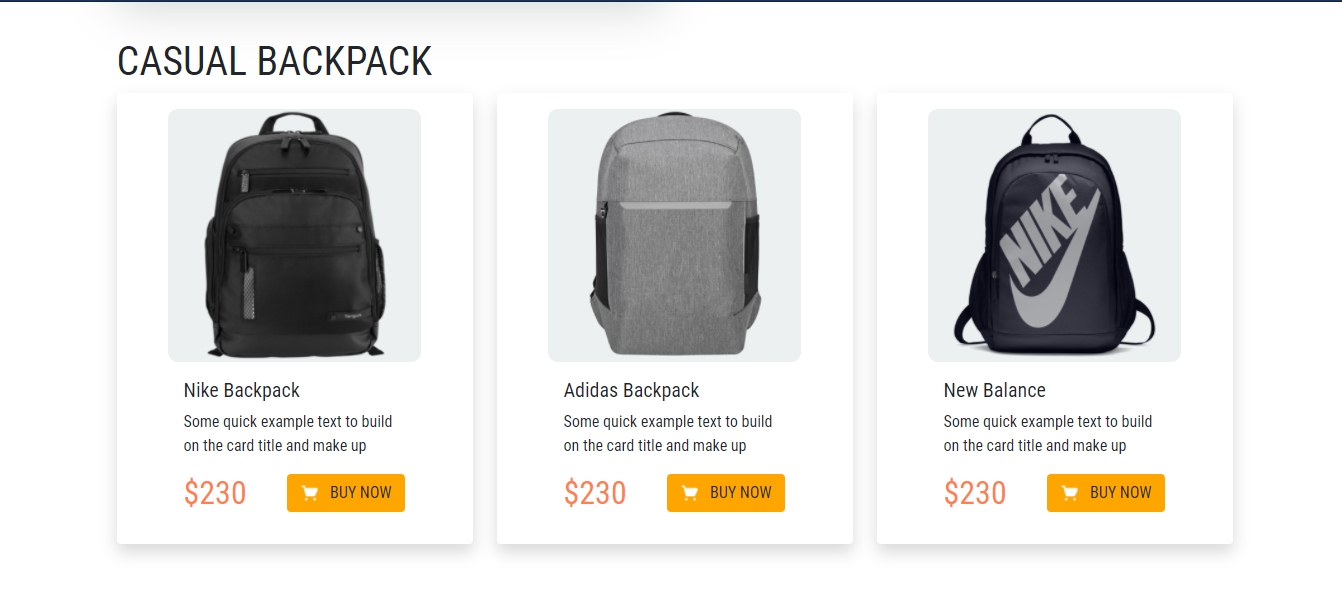 CASUAL BACKPACK
NIKE
Nike Backpack
Some quick example text to build
on the card title and make up
$230
BUY NOW
Adidas Backpack
Some quick example text to build
on the card title and make up
$230
BUY NOW
New Balance
Some quick example text to build
on the card title and make up
$230
BUY NOW